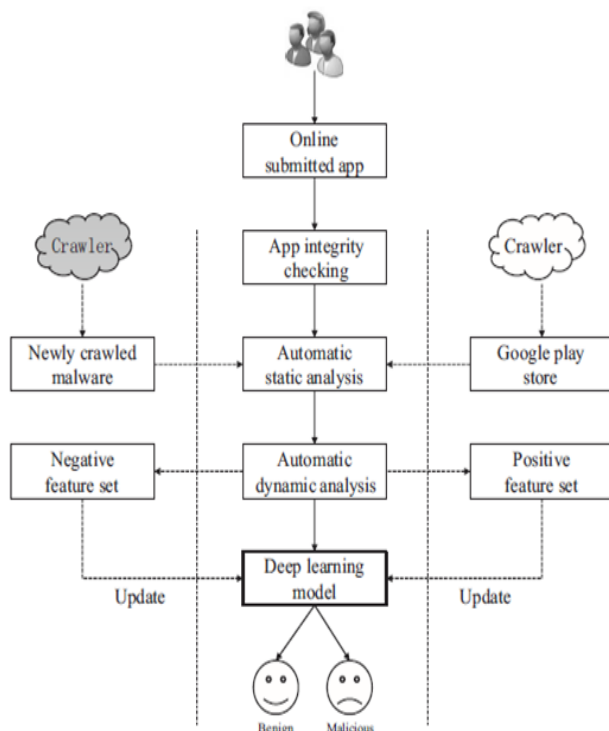 Online
submitted app
Crawler
App integrity
checking
Crawler
Newly crawled
malware
Automatic
static analysis
Google play
store
Negative
feature set
Automatic
dynamic analysis
Positive
feature set
Update
Deep learning
model
Update
Benign
Malicious